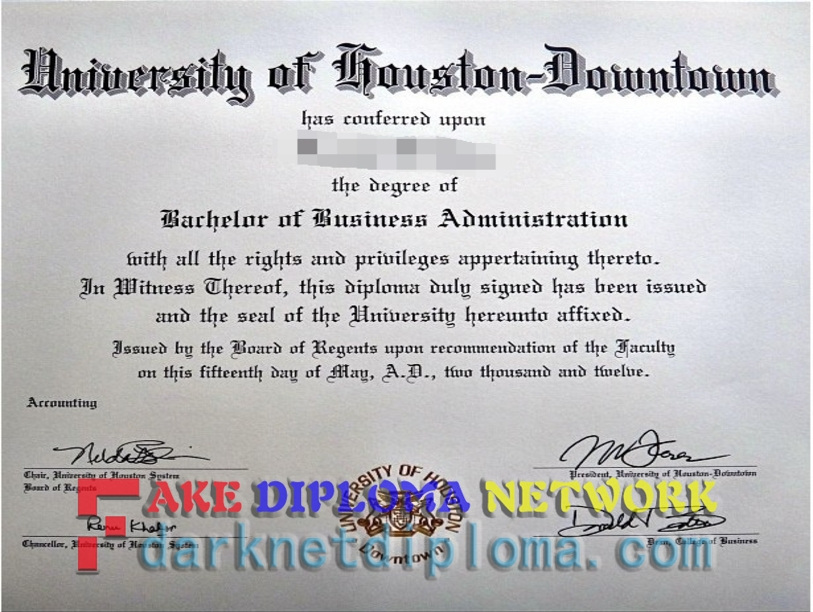 University of Houston-Downtown
has conferred upon
the degree of
Bachelor of Business Administration
with all the rights and privileges appertaining thereto.
In Witness Thereof, this diploma duly signed has been issued
and the seal of the University hereunto affixed.
Issued by the Board of Regents upon recommendation of the Faculty
on this fifteenth day of May, A.D., two thousand and twelve.
Accounting
Chair, University of Houston System
Board of Regents
President, University of Houston-Downtown
UNIVERSITY OF HOUSTON
Downtown
FAKE DIPLOMA NETWORK
Renu Khator
Chancellor, University of Houston System
Dean, College of Business
darknetdiploma.com